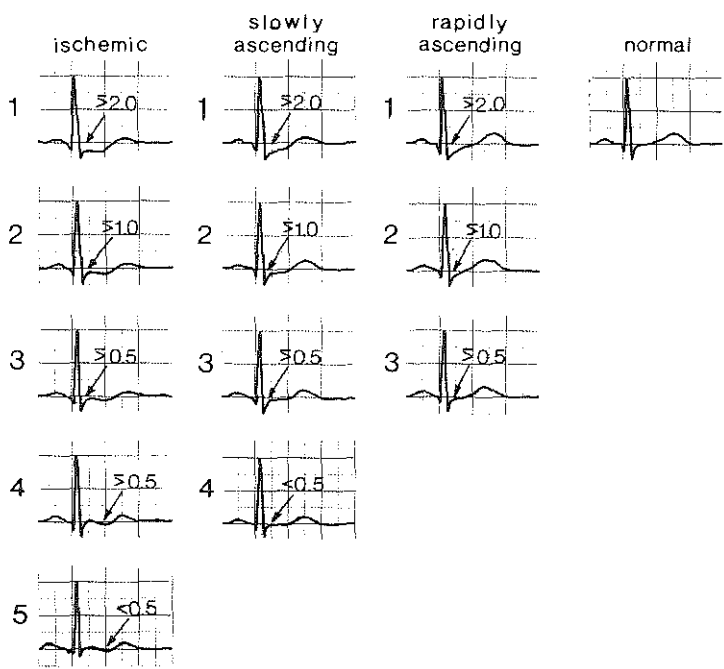 slowly rapidly
ischemic ascending ascending normal
1 ⋝2.0 1 ⋝2.0 1 ⋝2.0
2 ⋝1.0 2 ⋝1.0 2 ⋝1.0
3 ⋝0.5 3 ⋝0.5 3 ⋝0.5
4 ⋝0.5 4 <0.5
5 <0.5